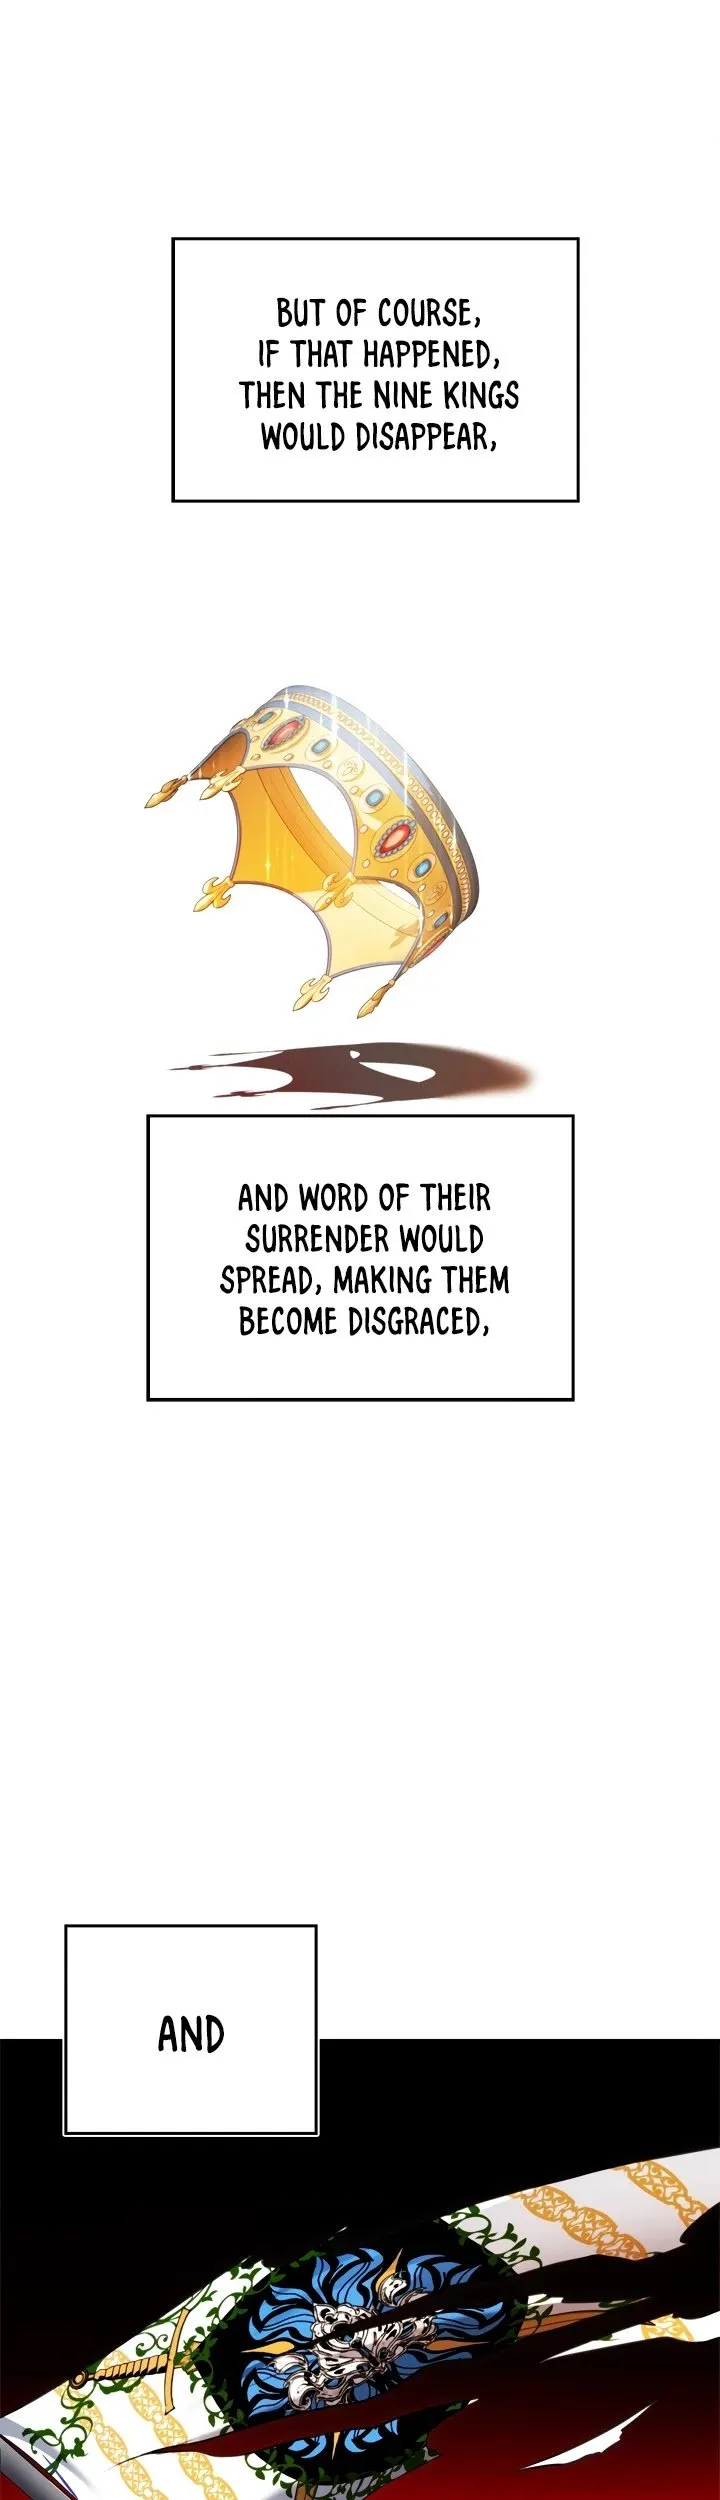 BUT OF COURSE,
IF THAT HAPPENED,
THEN THE NINE KINGS
WOULD DISAPPEAR,
AND WORD OF THEIR
SURRENDER WOULD
SPREAD, MAKING THEM
BECOME DISGRACED,
AND